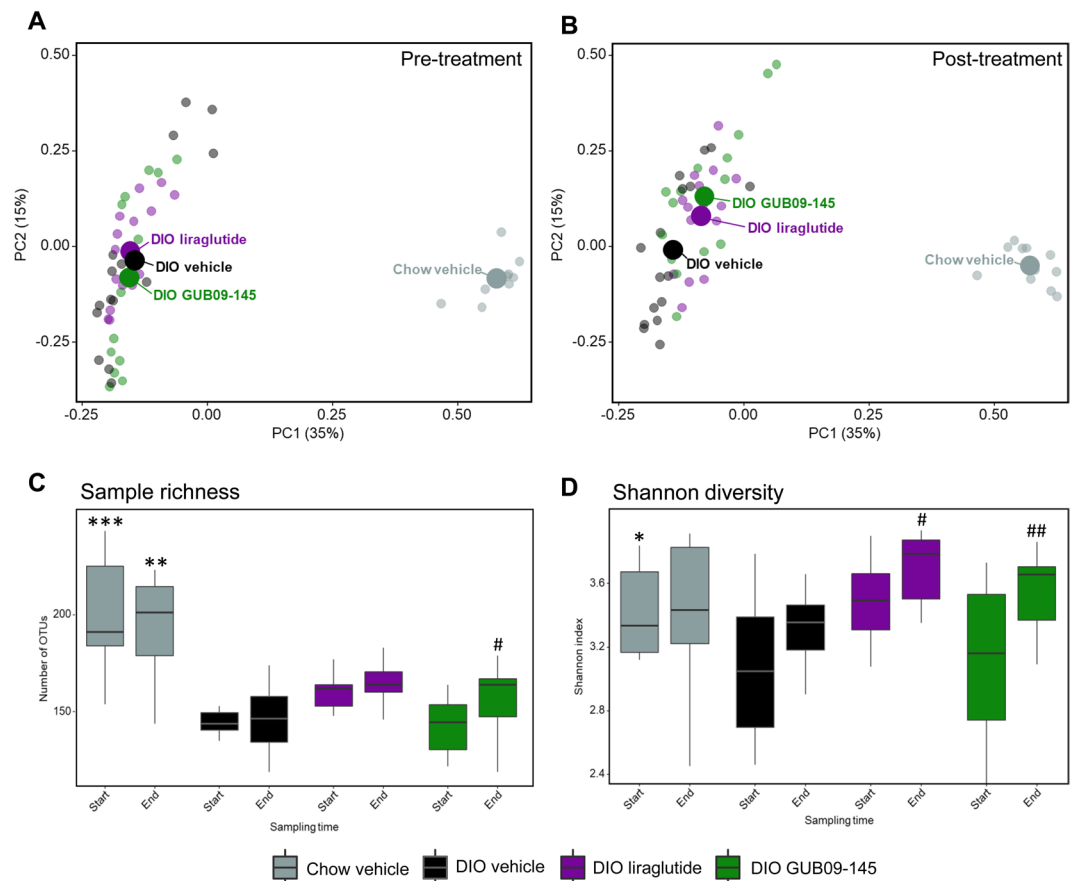 A
Pre-treatment
0.50
0.25
0.00
-0.25
PC2 (15%)
DIO liraglutide
DIO vehicle
DIO GUB09-145
Chow vehicle
-0.25 0.00 0.25 0.50
PC1 (35%)
B
Post-treatment
0.50
0.25
0.00
-0.25
PC2 (15%)
DIO GUB09-145
DIO liraglutide
DIO vehicle
Chow vehicle
-0.25 0.00 0.25 0.50
PC1 (35%)
C Sample richness
***
**
#
200
150
Number of OTUs
Start End Start End Start End Start End
Sampling time
D Shannon diversity
*
#
##
3.6
3.2
2.8
2.4
Shannon index
Start End Start End Start End Start End
Sampling time
Chow vehicle DIO vehicle DIO liraglutide DIO GUB09-145